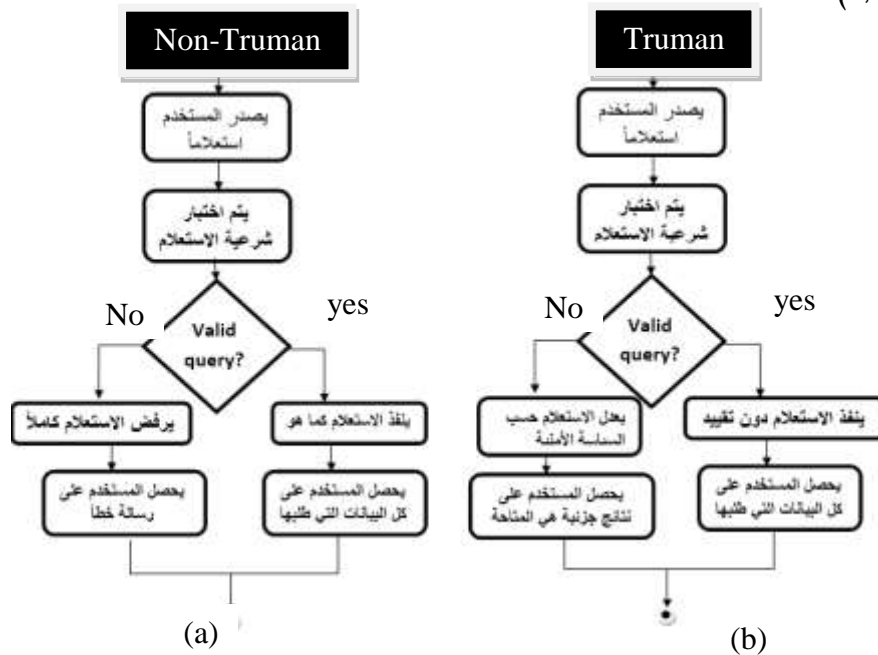 Non-Truman
يصدر المستخدم
استعلاماً
يتم اختبار
شرعية الاستعلام
No
yes
Valid
query?
يرفض الاستعلام كاملاً
ينفذ الاستعلام كما هو
يحصل المستخدم على
رسالة خطأ
يحصل المستخدم على
كل البيانات التي طلبها
(a)
Truman
يصدر المستخدم
استعلاماً
يتم اختبار
شرعية الاستعلام
No
yes
Valid
query?
يعدل الاستعلام حسب
السياسة الأمنية
ينفذ الاستعلام دون تقييد
يحصل المستخدم على
نتائج جزئية هي المتاحة
يحصل المستخدم على
كل البيانات التي طلبها
(b)